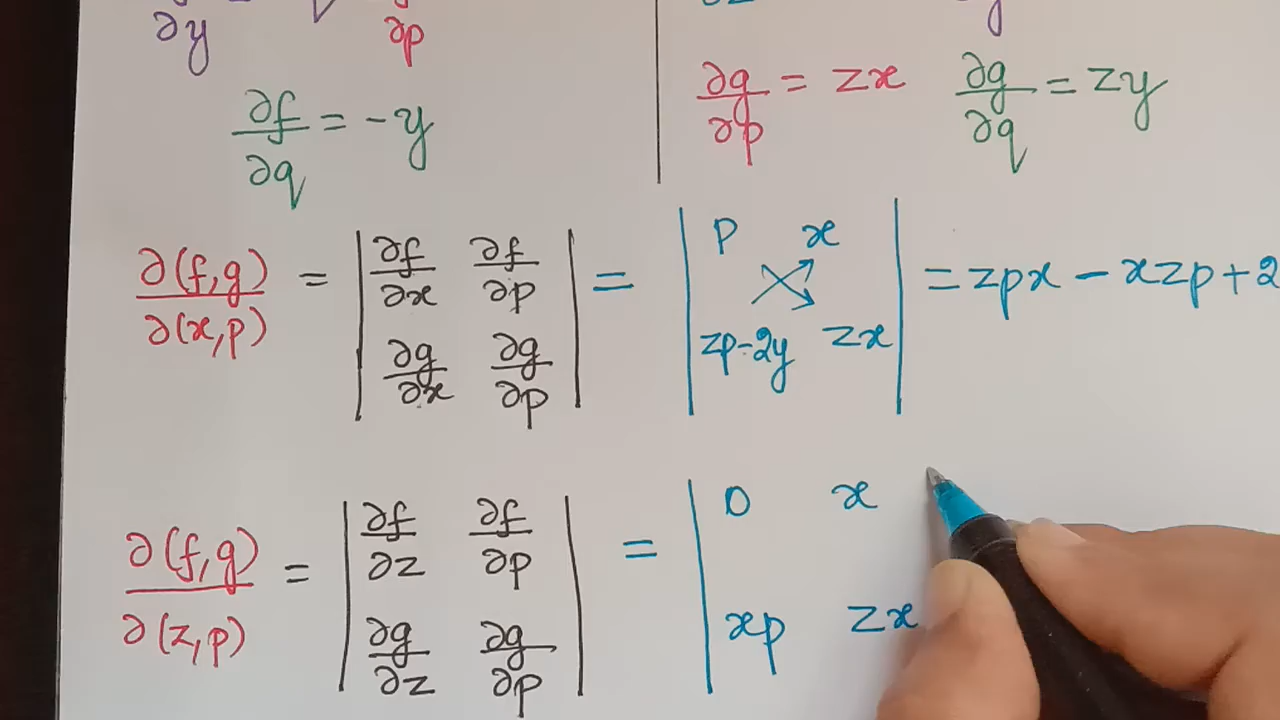 ∂y ∂p
∂f/∂q = -y
∂g/∂p = zx ∂g/∂q = zy
∂(f,g)/∂(x,p) = | ∂f/∂x ∂f/∂p ; ∂g/∂x ∂g/∂p | = | p x ; zp-2y zx | = zpx - xzp + 2
∂(f,g)/∂(z,p) = | ∂f/∂z ∂f/∂p ; ∂g/∂z ∂g/∂p | = | 0 x ; xp zx